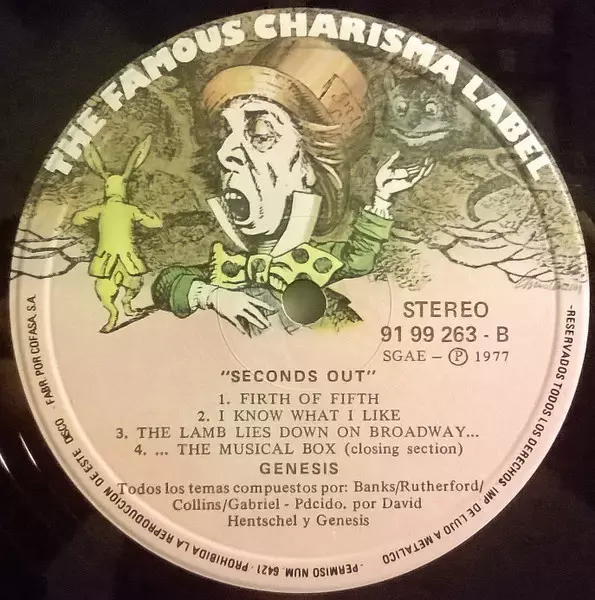 THE FAMOUS CHARISMA LABEL
STEREO
91 99 263 - B
SGAE - Ⓟ 1977
"SECONDS OUT"
1. FIRTH OF FIFTH
2. I KNOW WHAT I LIKE
3. THE LAMB LIES DOWN ON BROADWAY...
4. ... THE MUSICAL BOX (closing section)
GENESIS
Todos los temas compuestos por: Banks/Rutherford/
Collins/Gabriel - Pdcido. por David
Hentschel y Genesis
-RESERVADOS TODOS LOS DERECHOS IMP. DE LUJO A METALICO
- PERMISO NUM. 6421 - PROHIBIDA LA REPRODUCCION DE ESTE DISCO · FABR. POR COFASA, S.A.